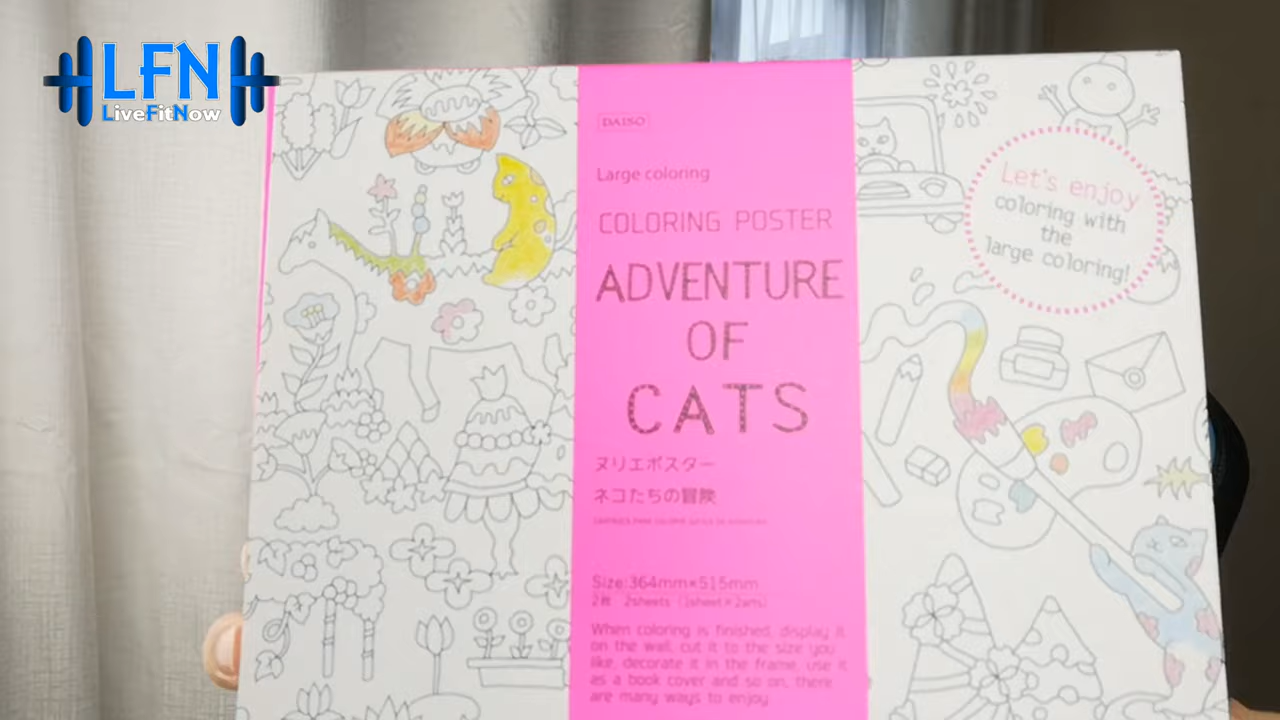 LFN
LiveFitNow
DAISO
Large coloring
COLORING POSTER
ADVENTURE
OF
CATS
ヌリエポスター
ネコたちの冒険
Size:364mm×515mm
2枚 2sheets (1sheet×2
When coloring is finished, display it
on the wall, cut it to the size you
like, decorate it in the frame, use it
as a book cover and so on, there
are many ways to enjoy
Let's enjoy
coloring with
the
large coloring!